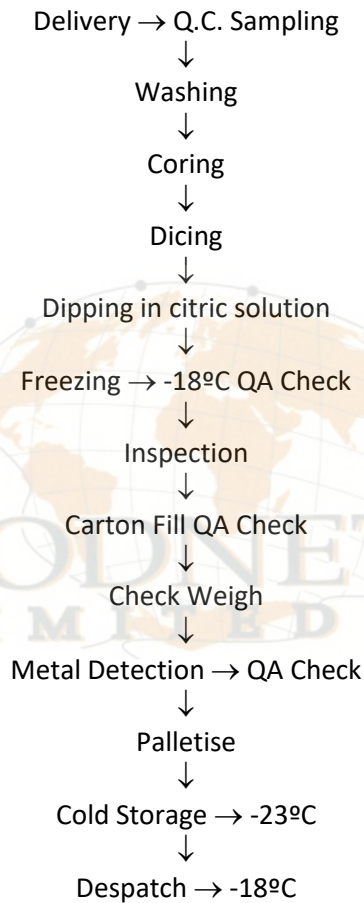 Delivery → Q.C. Sampling
↓
Washing
↓
Coring
↓
Dicing
↓
Dipping in citric solution
↓
Freezing → -18ºC QA Check
↓
Inspection
↓
Carton Fill QA Check
↓
Check Weigh
↓
Metal Detection → QA Check
↓
Palletise
↓
Cold Storage → -23ºC
↓
Despatch → -18ºC